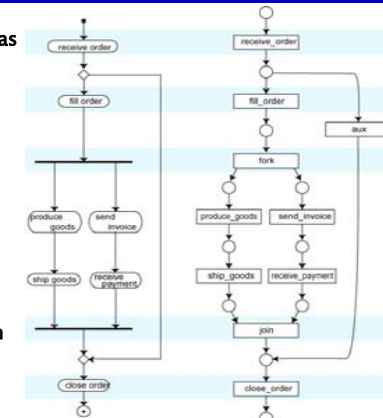 as
receive order
fill order
produce
goods
send
invoice
ship goods
receive
payment
n
close order
receive_order
fill_order
aux
fork
produce_goods
send_invoice
ship_goods
receive_payment
join
close_order